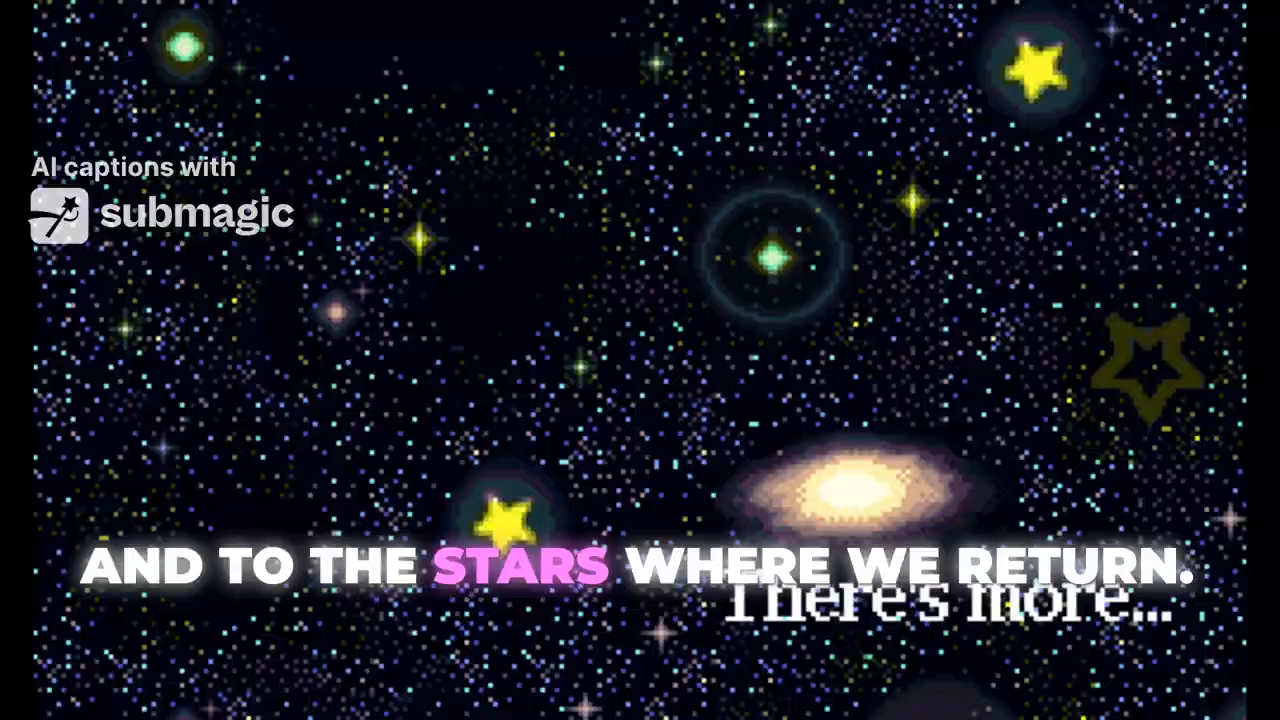 AI captions with
submagic
AND TO THE STARS WHERE WE RETURN.
There's more...